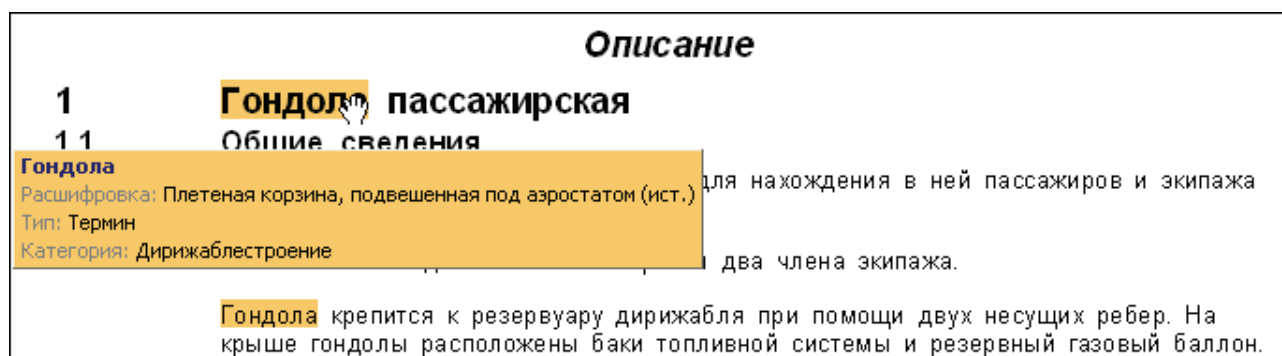 Описание
1 Гондола пассажирская
1.1 Общие сведения
Гондола
Расшифровка: Плетеная корзина, подвешенная под аэростатом (ист.)
Тип: Термин
Категория: Дирижаблестроение
для нахождения в ней пассажиров и экипажа
два члена экипажа.
Гондола крепится к резервуару дирижабля при помощи двух несущих ребер. На
крыше гондолы расположены баки топливной системы и резервный газовый баллон.